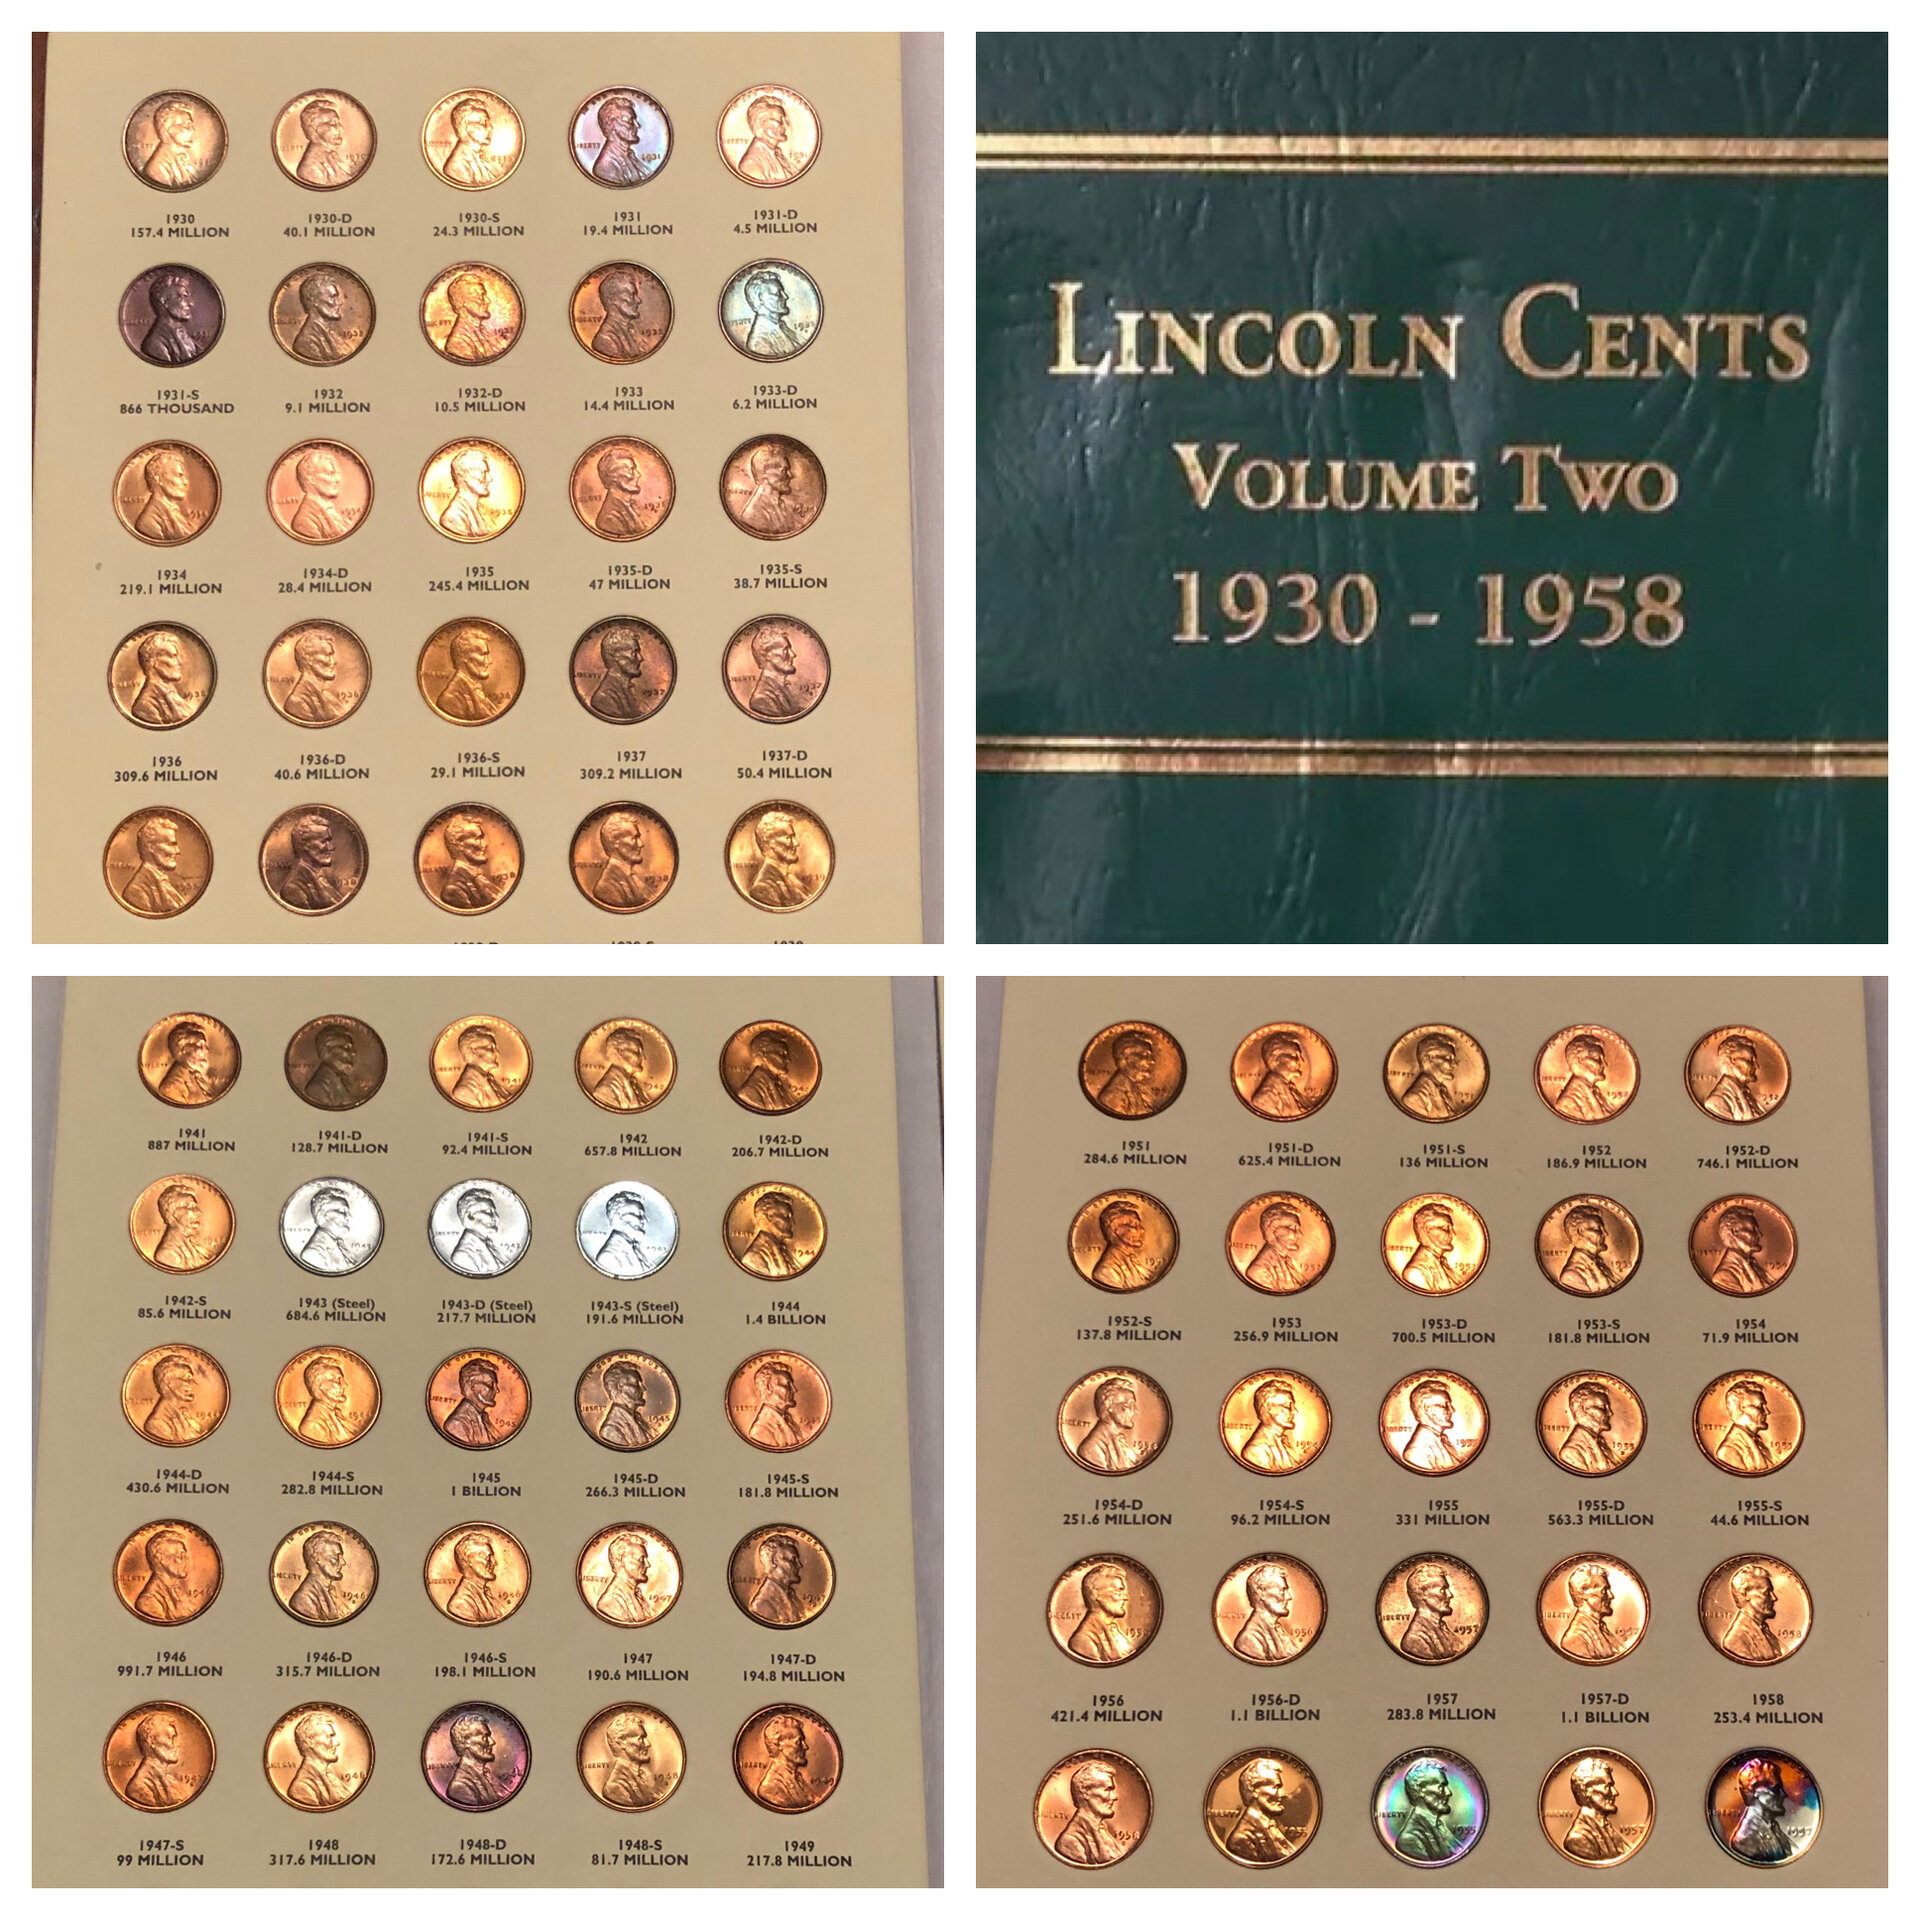 1930 1930-D 1930-S 1931 1931-D
157.4 MILLION 40.1 MILLION 24.3 MILLION 19.4 MILLION 4.5 MILLION
1931-S 1932 1932-D 1933 1933-D
866 THOUSAND 9.1 MILLION 10.5 MILLION 14.4 MILLION 6.2 MILLION
1934 1934-D 1935 1935-D 1935-S
219.1 MILLION 28.4 MILLION 245.4 MILLION 47 MILLION 38.7 MILLION
1936 1936-D 1936-S 1937 1937-D
309.6 MILLION 40.6 MILLION 29.1 MILLION 309.2 MILLION 50.4 MILLION
LINCOLN CENTS
VOLUME TWO
1930 - 1958
1941 1941-D 1941-S 1942 1942-D
887 MILLION 128.7 MILLION 92.4 MILLION 657.8 MILLION 206.7 MILLION
1942-S 1943 (Steel) 1943-D (Steel) 1943-S (Steel) 1944
85.6 MILLION 684.6 MILLION 217.7 MILLION 191.6 MILLION 1.4 BILLION
1944-D 1944-S 1945 1945-D 1945-S
430.6 MILLION 282.8 MILLION 1 BILLION 266.3 MILLION 181.8 MILLION
1946 1946-D 1946-S 1947 1947-D
991.7 MILLION 315.7 MILLION 198.1 MILLION 190.6 MILLION 194.8 MILLION
1947-S 1948 1948-D 1948-S 1949
99 MILLION 317.6 MILLION 172.6 MILLION 81.7 MILLION 217.8 MILLION
1951 1951-D 1951-S 1952 1952-D
284.6 MILLION 625.4 MILLION 136 MILLION 186.9 MILLION 746.1 MILLION
1952-S 1953 1953-D 1953-S 1954
137.8 MILLION 256.9 MILLION 700.5 MILLION 181.8 MILLION 71.9 MILLION
1954-D 1954-S 1955 1955-D 1955-S
251.6 MILLION 96.2 MILLION 331 MILLION 563.3 MILLION 44.6 MILLION
1956 1956-D 1957 1957-D 1958
421.4 MILLION 1.1 BILLION 283.8 MILLION 1.1 BILLION 253.4 MILLION